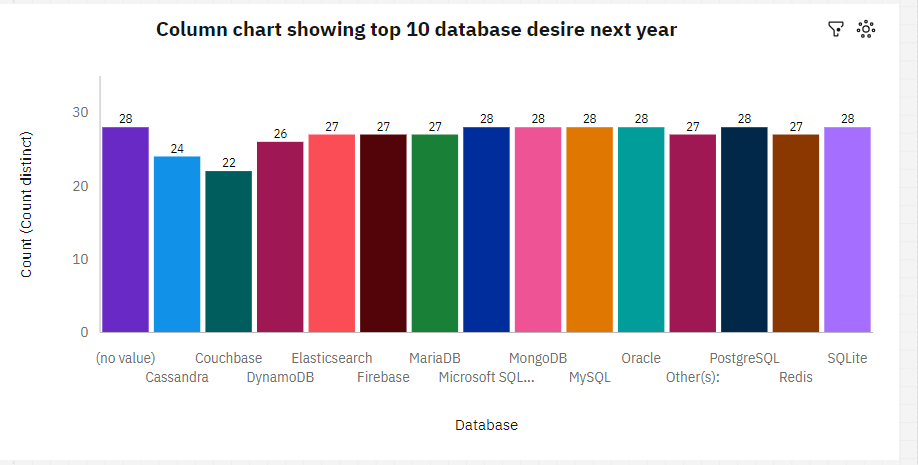 Column chart showing top 10 database desire next year
Count (Count distinct)
30
20
10
0
28
24
22
26
27
27
27
28
28
28
28
27
28
27
28
(no value)
Cassandra
Couchbase
DynamoDB
Elasticsearch
Firebase
MariaDB
Microsoft SQL...
MongoDB
MySQL
Oracle
Other(s):
PostgreSQL
Redis
SQLite
Database